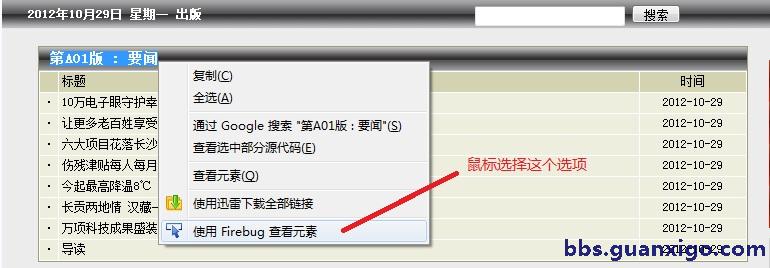 2012年10月29日 星期一 出版
搜索
第A01版 : 要闻
标题 时间
· 10万电子眼守护幸 2012-10-29
· 让更多老百姓享受 2012-10-29
· 六大项目花落长沙 2012-10-29
· 伤残津贴每人每月 2012-10-29
· 今起最高降温8℃ 2012-10-29
· 长贡两地情 汉藏一 2012-10-29
· 万项科技成果盛装 2012-10-29
· 导读 2012-10-29
复制(C)
全选(A)
通过 Google 搜索 "第A01版 : 要闻"(S)
查看选中部分源代码(E)
查看元素(Q)
使用迅雷下载全部链接
使用 Firebug 查看元素
鼠标选择这个选项
bbs.guanxigo.com